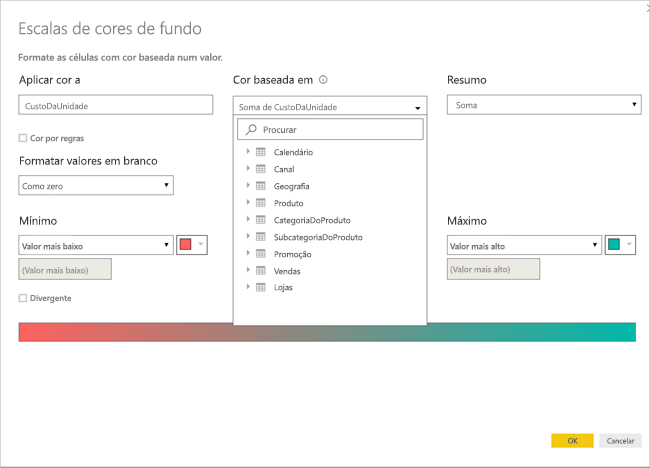 Escalas de cores de fundo
Formate as células com cor baseada num valor.
Aplicar cor a
Cor baseada em
Resumo
CustoDaUnidade
Soma de CustoDaUnidade
Soma
Procurar
Cor por regras
Calendário
Canal
Formatar valores em branco
Geografia
Como zero
Produto
CategoriaDoProduto
Mínimo
Máximo
SubcategoriaDoProduto
Valor mais baixo
Valor mais alto
Promoção
(Valor mais baixo)
Vendas
(Valor mais alto)
Lojas
Divergente
OK
Cancelar